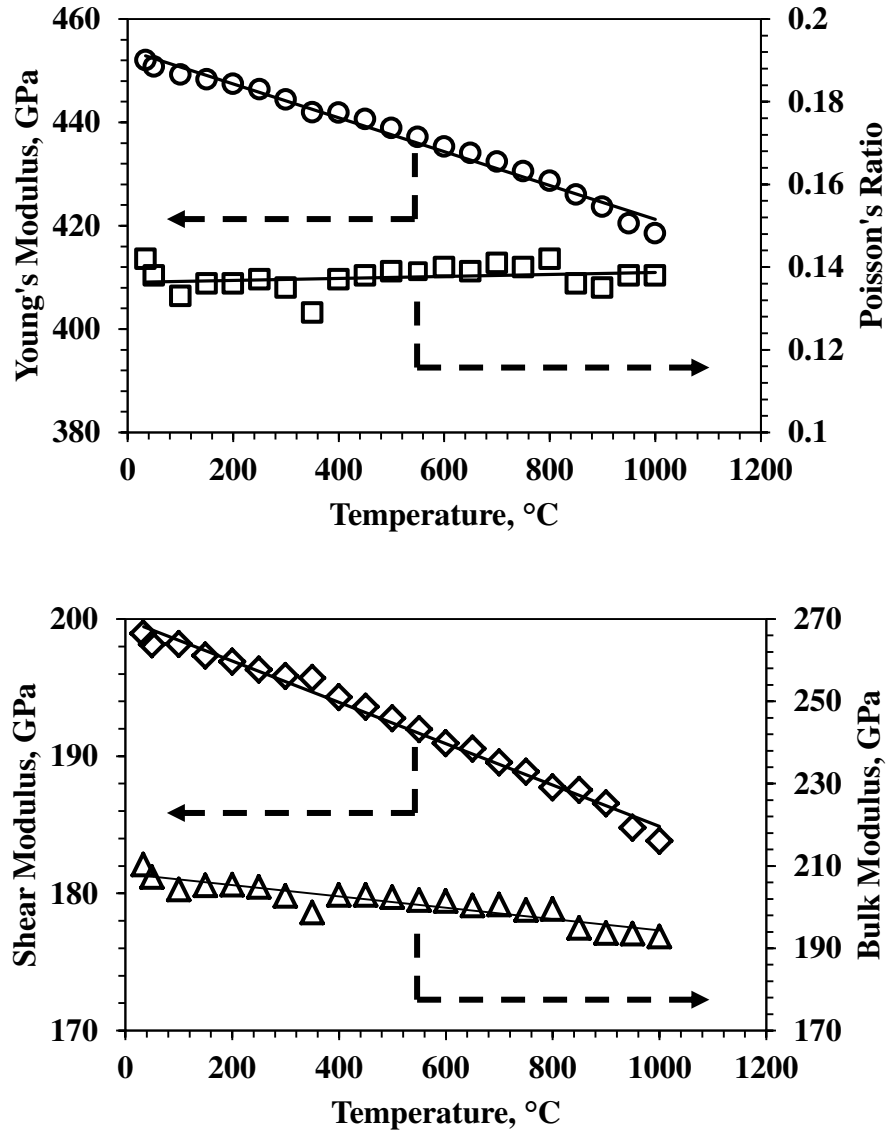 460
440
420
400
380
Young's Modulus, GPa
0.2
0.18
0.16
0.14
0.12
0.1
Poisson's Ratio
0 200 400 600 800 1000 1200
Temperature, °C
200
190
180
170
Shear Modulus, GPa
270
250
230
210
190
170
Bulk Modulus, GPa
0 200 400 600 800 1000 1200
Temperature, °C